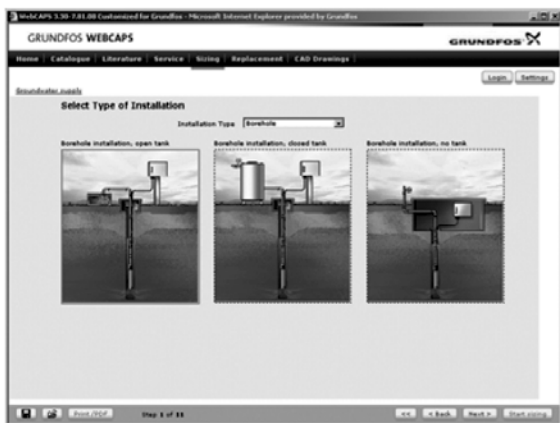 WebCAPS 3.30-7.01.00 Customized for Grundfos - Microsoft Internet Explorer provided by Grundfos
GRUNDFOS WEBCAPS
GRUNDFOS
Home Catalogue Literature Service Sizing Replacement CAD Drawings
Login Settings
Groundwater supply
Select Type of Installation
Installation Type Borehole
Borehole installation, open tank Borehole installation, closed tank Borehole installation, no tank
Print/PDF Step 1 of 11 << < Back Next > Start sizing